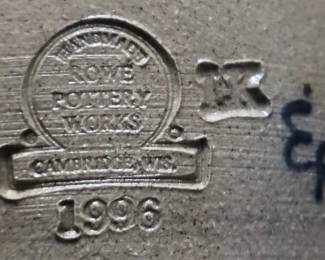 HANDMADE
ROWE
POTTERY
WORKS
CAMBRIDGE, WIS.
1996